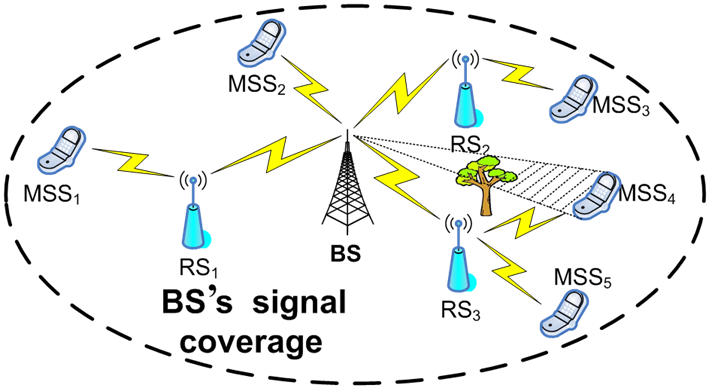 MSS2
MSS3
RS2
MSS1
MSS4
BS
RS1
MSS5
RS3
BS's signal
coverage